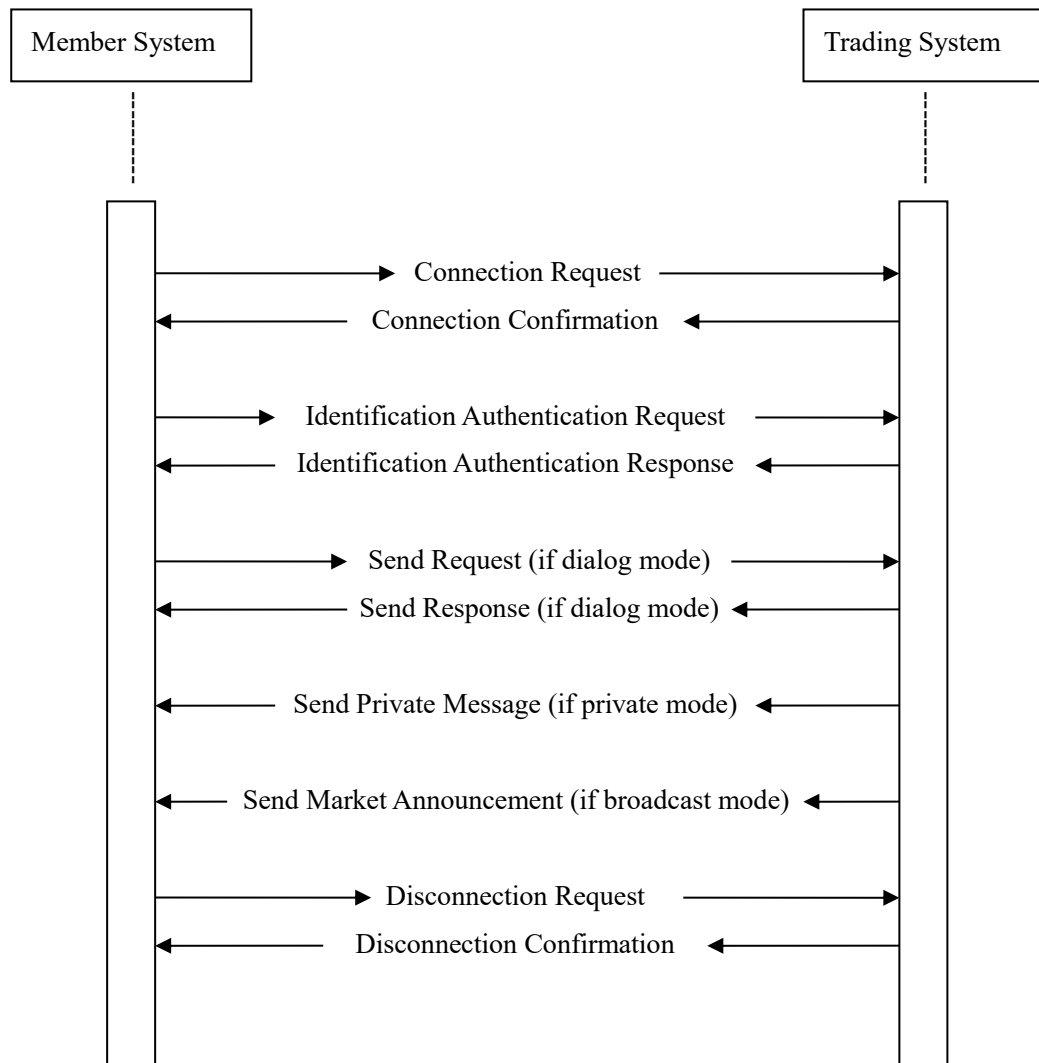 Member System
Trading System
Connection Request
Connection Confirmation
Identification Authentication Request
Identification Authentication Response
Send Request (if dialog mode)
Send Response (if dialog mode)
Send Private Message (if private mode)
Send Market Announcement (if broadcast mode)
Disconnection Request
Disconnection Confirmation